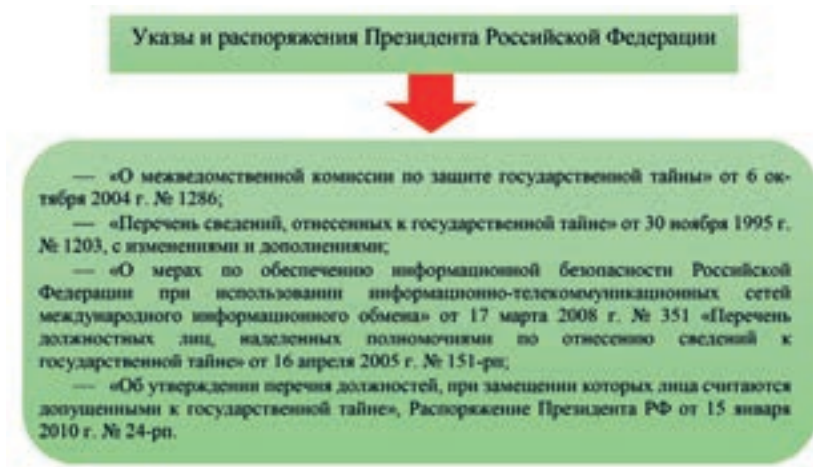 Указы и распоряжения Президента Российской Федерации
— «О межведомственной комиссии по защите государственной тайны» от 6 ок-
тября 2004 г. № 1286;
— «Перечень сведений, отнесенных к государственной тайне» от 30 ноября 1995 г.
№ 1203, с изменениями и дополнениями;
— «О мерах по обеспечению информационной безопасности Российской
Федерации при использовании информационно-телекоммуникационных сетей
международного информационного обмена» от 17 марта 2008 г. № 351 «Перечень
должностных лиц, наделенных полномочиями по отнесению сведений к
государственной тайне» от 16 апреля 2005 г. № 151-рп;
— «Об утверждении перечня должностей, при замещении которых лица считаются
допущенными к государственной тайне», Распоряжение Президента РФ от 15 января
2010 г. № 24-рп.